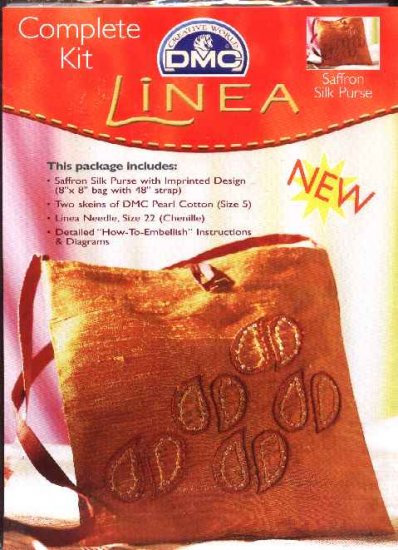 Complete
Kit
CREATIVE WORLD
DMC
LINEA
Saffron
Silk Purse
This package includes:
• Saffron Silk Purse with Imprinted Design
(8"x 8" bag with 48" strap)
• Two skeins of DMC Pearl Cotton (Size 5)
• Linea Needle, Size 22 (Chenille)
• Detailed "How-To-Embellish" Instructions
& Diagrams
NEW